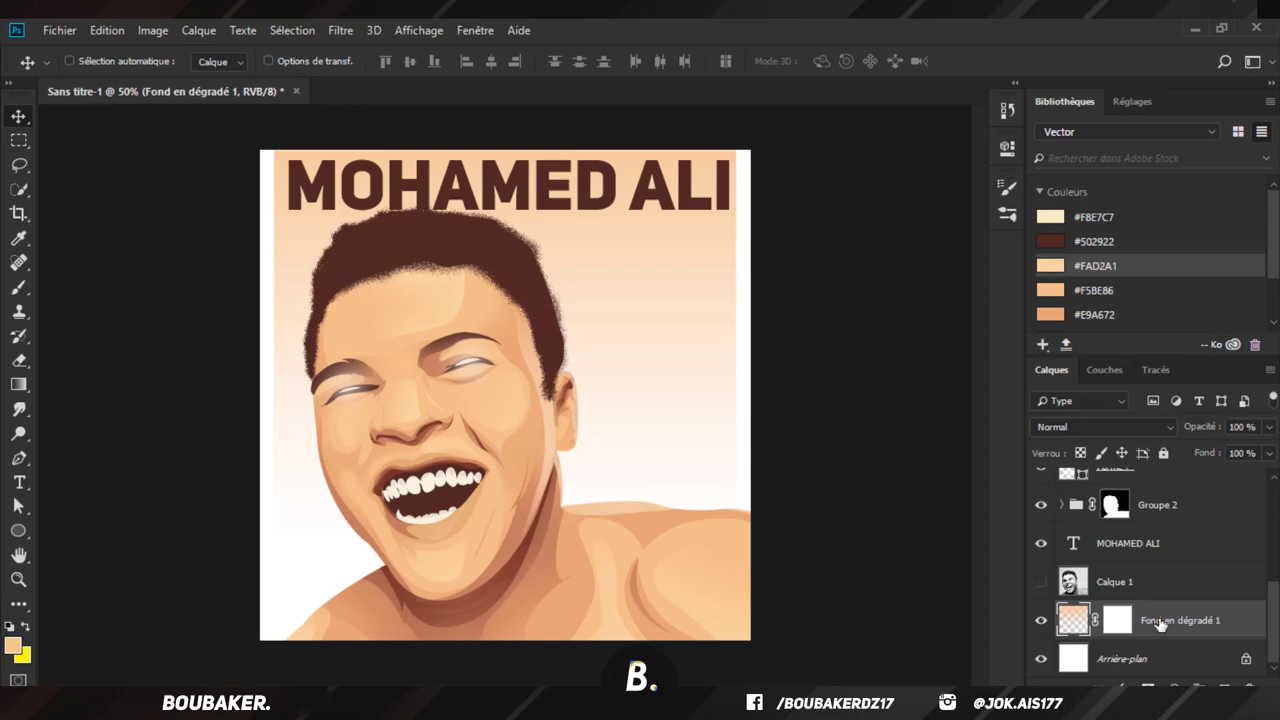 Ps Fichier Edition Image Calque Texte Sélection Filtre 3D Affichage Fenêtre Aide
Sélection automatique : Calque Options de transf. Mode 3D :
Sans titre-1 @ 50% (Fond en dégradé 1, RVB/8) *
MOHAMED ALI
Bibliothèques Réglages
Vector
Rechercher dans Adobe Stock
Couleurs
#F8E7C7
#502922
#FAD2A1
#F5BE86
#E9A672
-- Ko
Calques Couches Tracés
Type
Normal Opacité : 100 %
Verrou : Fond : 100 %
Groupe 2
MOHAMED ALI
Calque 1
Fond en dégradé 1
Arrière-plan
B.
BOUBAKER. /BOUBAKERDZ17 @JOK.AIS177